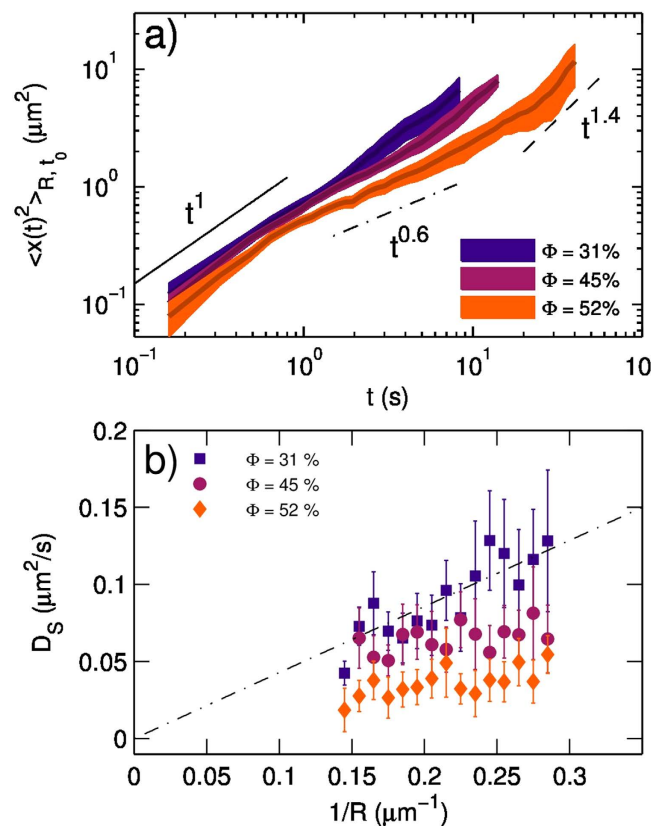 a)
<x(t)²>R, t₀ (μm²)
10¹
10⁰
10⁻¹
t¹
t^1.4
t^0.6
Φ = 31%
Φ = 45%
Φ = 52%
10⁻¹ 10⁰ 10¹ 10
t (s)
b)
Φ = 31 %
Φ = 45 %
Φ = 52 %
D_S (μm²/s)
0.2
0.15
0.1
0.05
0
0 0.05 0.1 0.15 0.2 0.25 0.3
1/R (μm⁻¹)